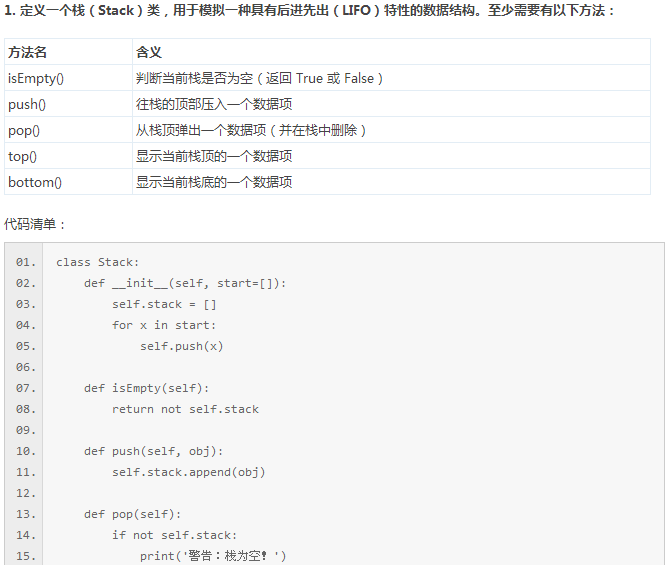 1. 定义一个栈（Stack）类，用于模拟一种具有后进先出（LIFO）特性的数据结构。至少需要有以下方法：
方法名 含义
isEmpty() 判断当前栈是否为空（返回 True 或 False）
push() 往栈的顶部压入一个数据项
pop() 从栈顶弹出一个数据项（并在栈中删除）
top() 显示当前栈顶的一个数据项
bottom() 显示当前栈底的一个数据项
代码清单：
01. class Stack:
02.     def __init__(self, start=[]):
03.         self.stack = []
04.         for x in start:
05.             self.push(x)
06.
07.     def isEmpty(self):
08.         return not self.stack
09.
10.     def push(self, obj):
11.         self.stack.append(obj)
12.
13.     def pop(self):
14.         if not self.stack:
15.             print('警告：栈为空！')